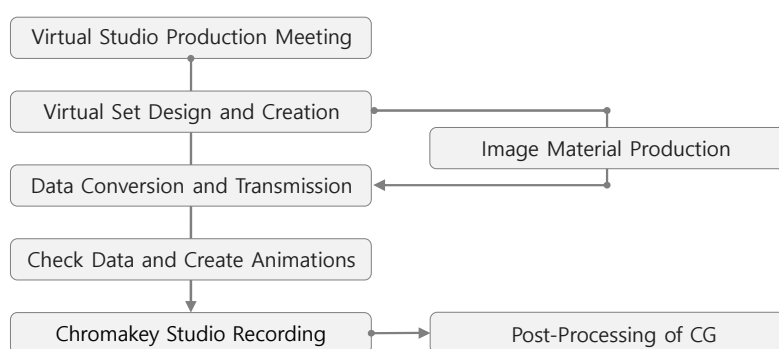 Virtual Studio Production Meeting
Virtual Set Design and Creation
Image Material Production
Data Conversion and Transmission
Check Data and Create Animations
Chromakey Studio Recording
Post-Processing of CG